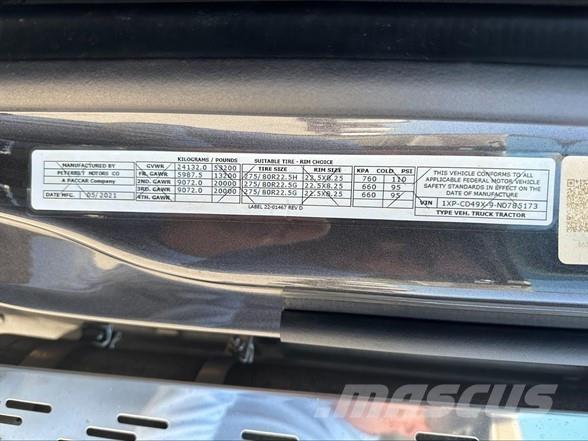 KILOGRAMS / POUNDS SUITABLE TIRE - RIM CHOICE
MANUFACTURED BY GVWR 24132.0 53200 TIRE SIZE RIM SIZE KPA COLD, PSI
PETERBILT MOTORS CO FR. GAWR 5987.5 13200 275/80R22.5H 22.5X8.25 760 110
A PACCAR Company 2ND. GAWR 9072.0 20000 275/80R22.5G 22.5X8.25 660 95
3RD. GAWR 9072.0 20000 275/80R22.5G 22.5X8.25 660 95
DATE MFG. 05/2021 4TH. GAWR
LABEL 22-01467 REV D
THIS VEHICLE CONFORMS TO ALL
APPLICABLE FEDERAL MOTOR VEHICLE
SAFETY STANDARDS IN EFFECT ON THE
DATE OF MANUFACTURE
VIN 1XP-CD49X-9-ND785173
TYPE VEH. TRUCK TRACTOR
MASCUS